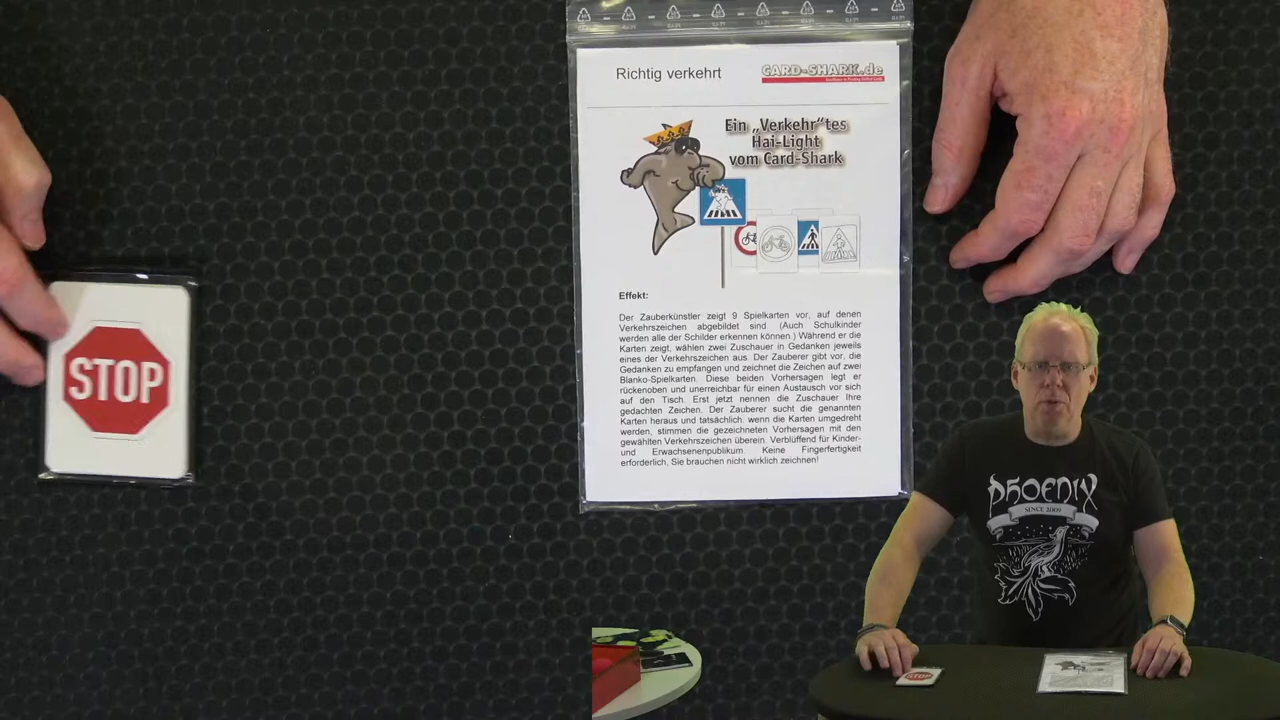 Richtig verkehrt
CARD-SHARK.de
Ein „Verkehr“tes
Hai-Light
vom Card-Shark
Effekt:
Der Zauberkünstler zeigt 9 Spielkarten vor, auf denen
Verkehrszeichen abgebildet sind (Auch Schulkinder
werden alle der Schilder erkennen können.) Während er die
Karten zeigt, wählen zwei Zuschauer in Gedanken jeweils
eines der Verkehrszeichen aus. Der Zauberer gibt vor, die
Gedanken zu empfangen und zeichnet die Zeichen auf zwei
Blanko-Spielkarten. Diese beiden Vorhersagen legt er
rückenoben und unerreichbar für einen Austausch vor sich
auf den Tisch. Erst jetzt nennen die Zuschauer Ihre
gedachten Zeichen. Der Zauberer sucht die genannten
Karten heraus und tatsächlich. wenn die Karten umgedreht
werden, stimmen die gezeichneten Vorhersagen mit den
gewählten Verkehrszeichen überein. Verblüffend für Kinder-
und Erwachsenenpublikum. Keine Fingerfertigkeit
erforderlich, Sie brauchen nicht wirklich zeichnen!
STOP
PHOENIX
SINCE 2009
STOP